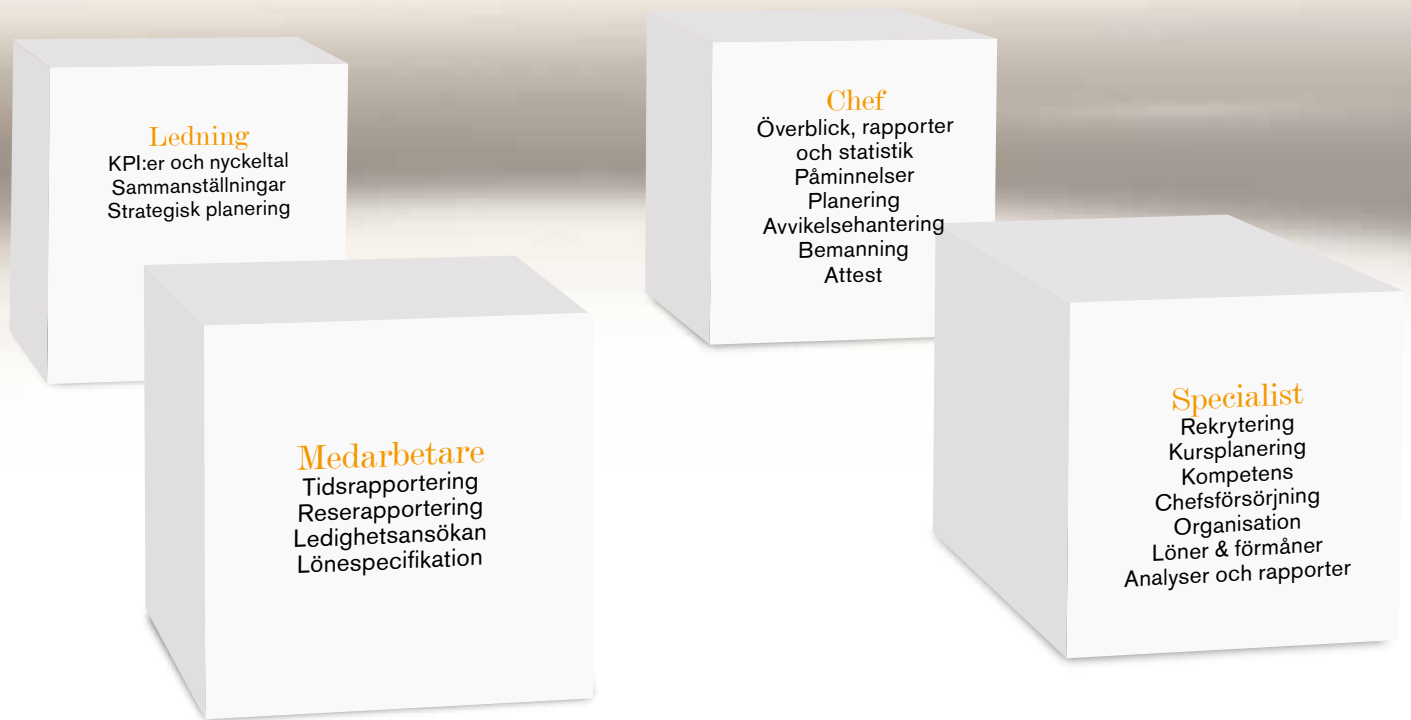 Ledning
KPI:er och nyckeltal
Sammanställningar
Strategisk planering
Chef
Överblick, rapporter
och statistik
Påminnelser
Planering
Avvikelsehantering
Bemanning
Attest
Medarbetare
Tidsrapportering
Reserapportering
Ledighetsansökan
Lönespecifikation
Specialist
Rekrytering
Kursplanering
Kompetens
Chefsförsörjning
Organisation
Löner & förmåner
Analyser och rapporter